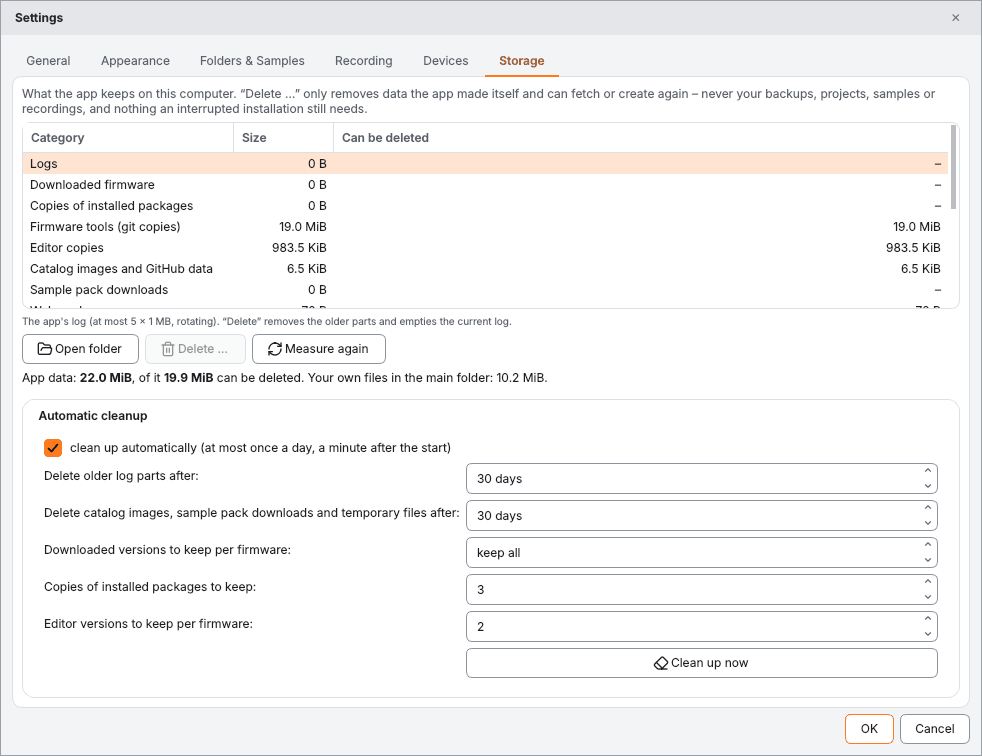 Settings
General Appearance Folders & Samples Recording Devices Storage
What the app keeps on this computer. “Delete ...” only removes data the app made itself and can fetch or create again – never your backups, projects, samples or
recordings, and nothing an interrupted installation still needs.
Category Size Can be deleted
Logs 0 B –
Downloaded firmware 0 B –
Copies of installed packages 0 B –
Firmware tools (git copies) 19.0 MiB 19.0 MiB
Editor copies 983.5 KiB 983.5 KiB
Catalog images and GitHub data 6.5 KiB 6.5 KiB
Sample pack downloads 0 B –
The app's log (at most 5 × 1 MB, rotating). “Delete” removes the older parts and empties the current log.
Open folder Delete ... Measure again
App data: 22.0 MiB, of it 19.9 MiB can be deleted. Your own files in the main folder: 10.2 MiB.
Automatic cleanup
clean up automatically (at most once a day, a minute after the start)
Delete older log parts after: 30 days
Delete catalog images, sample pack downloads and temporary files after: 30 days
Downloaded versions to keep per firmware: keep all
Copies of installed packages to keep: 3
Editor versions to keep per firmware: 2
Clean up now
OK Cancel